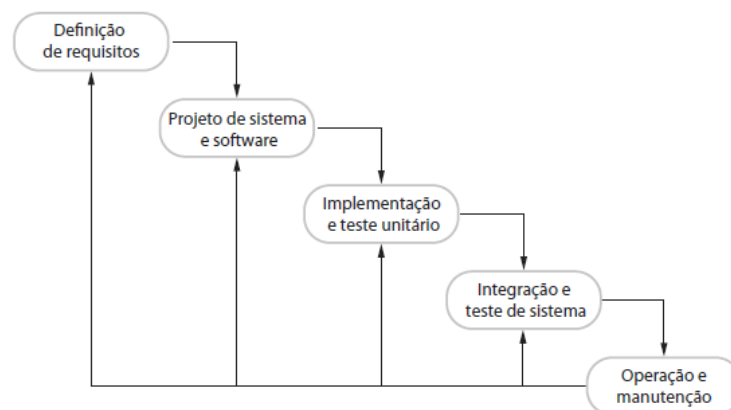 Definição
de requisitos
Projeto de sistema
e software
Implementação
e teste unitário
Integração e
teste de sistema
Operação e
manutenção